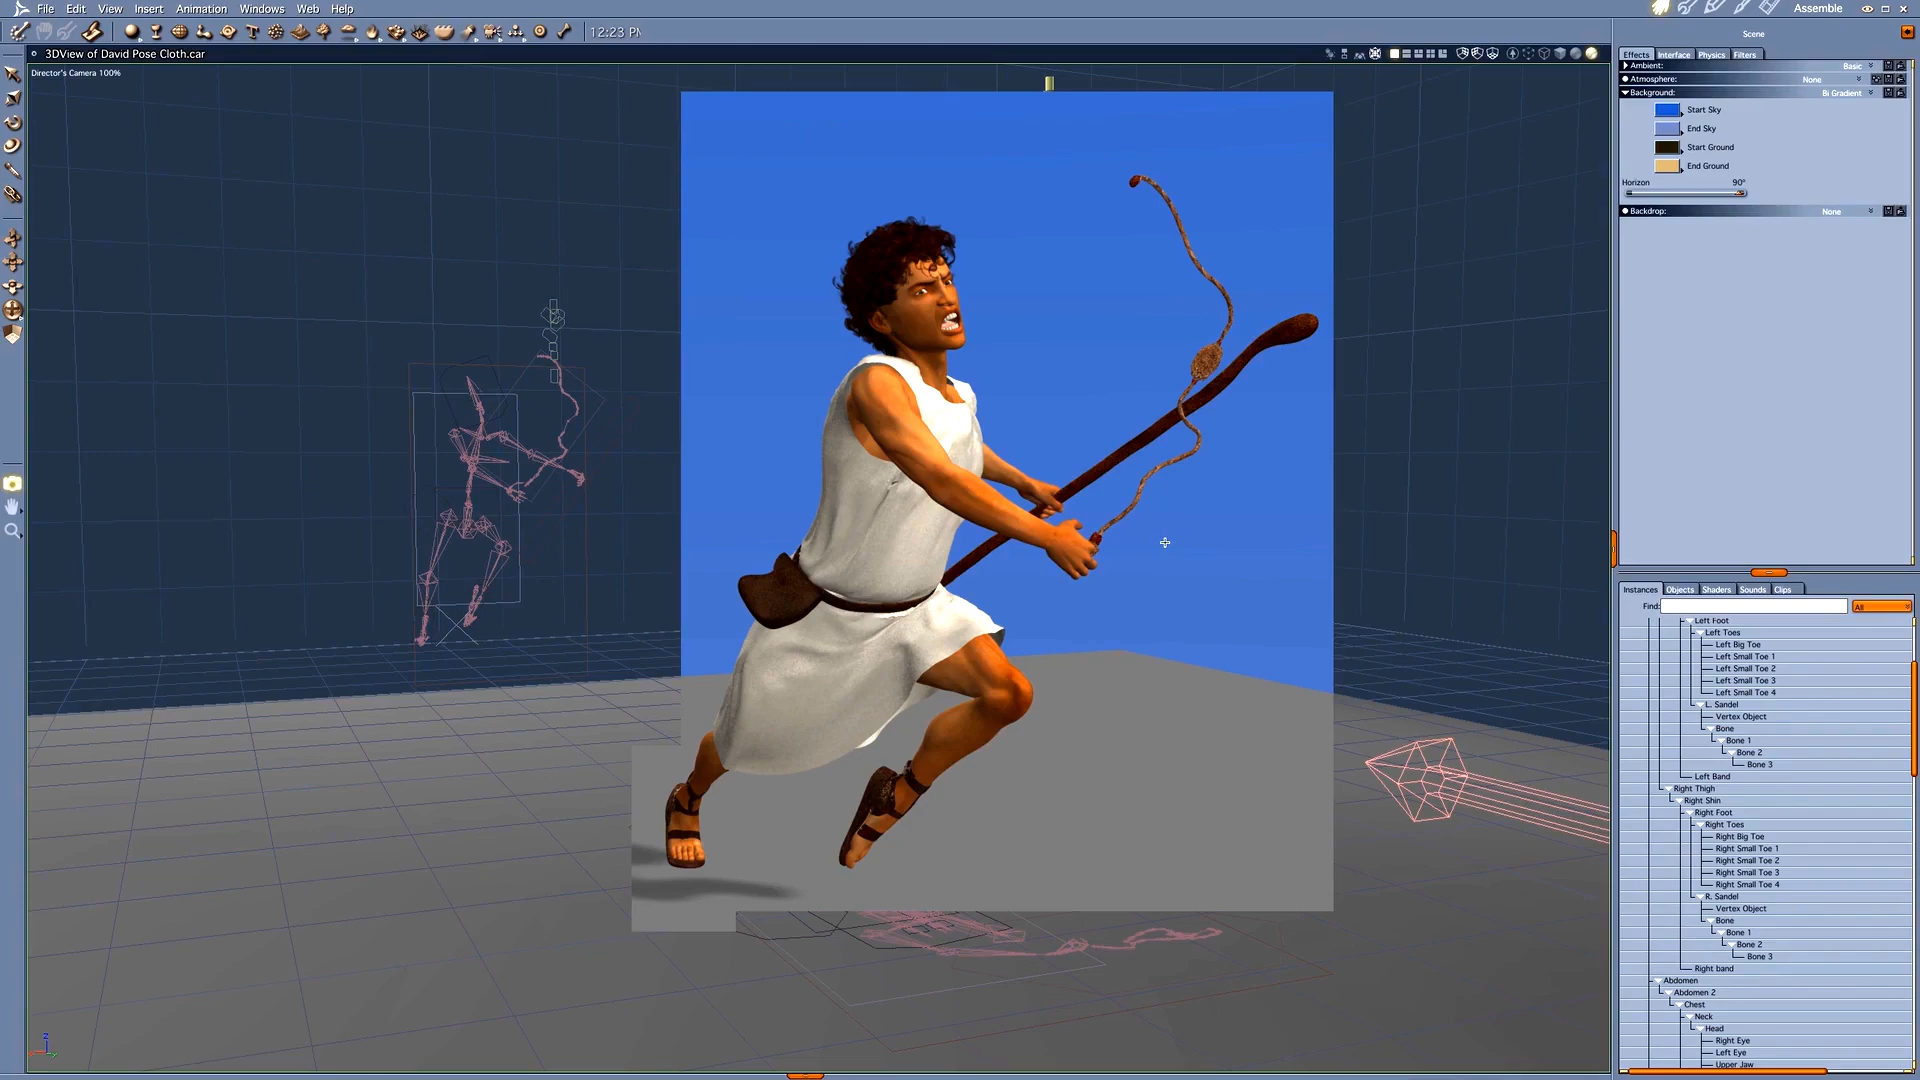 File Edit View Insert Animation Windows Web Help
Assemble
12:23 PM
Scene
3DView of David Pose Cloth.car
Director's Camera 100%
Effects Interface Physics Filters
Ambient: Basic
Atmosphere: None
Background: Bi Gradient
Start Sky
End Sky
Start Ground
End Ground
Horizon 90°
Backdrop: None
Instances Objects Shaders Sounds Clips
Find: All
Left Foot
Left Toes
Left Big Toe
Left Small Toe 1
Left Small Toe 2
Left Small Toe 3
Left Small Toe 4
L. Sandel
Vertex Object
Bone
Bone 1
Bone 2
Bone 3
Left Band
Right Thigh
Right Shin
Right Foot
Right Toes
Right Big Toe
Right Small Toe 1
Right Small Toe 2
Right Small Toe 3
Right Small Toe 4
R. Sandel
Vertex Object
Bone
Bone 1
Bone 2
Bone 3
Right band
Abdomen
Abdomen 2
Chest
Neck
Head
Right Eye
Left Eye
Upper Jaw